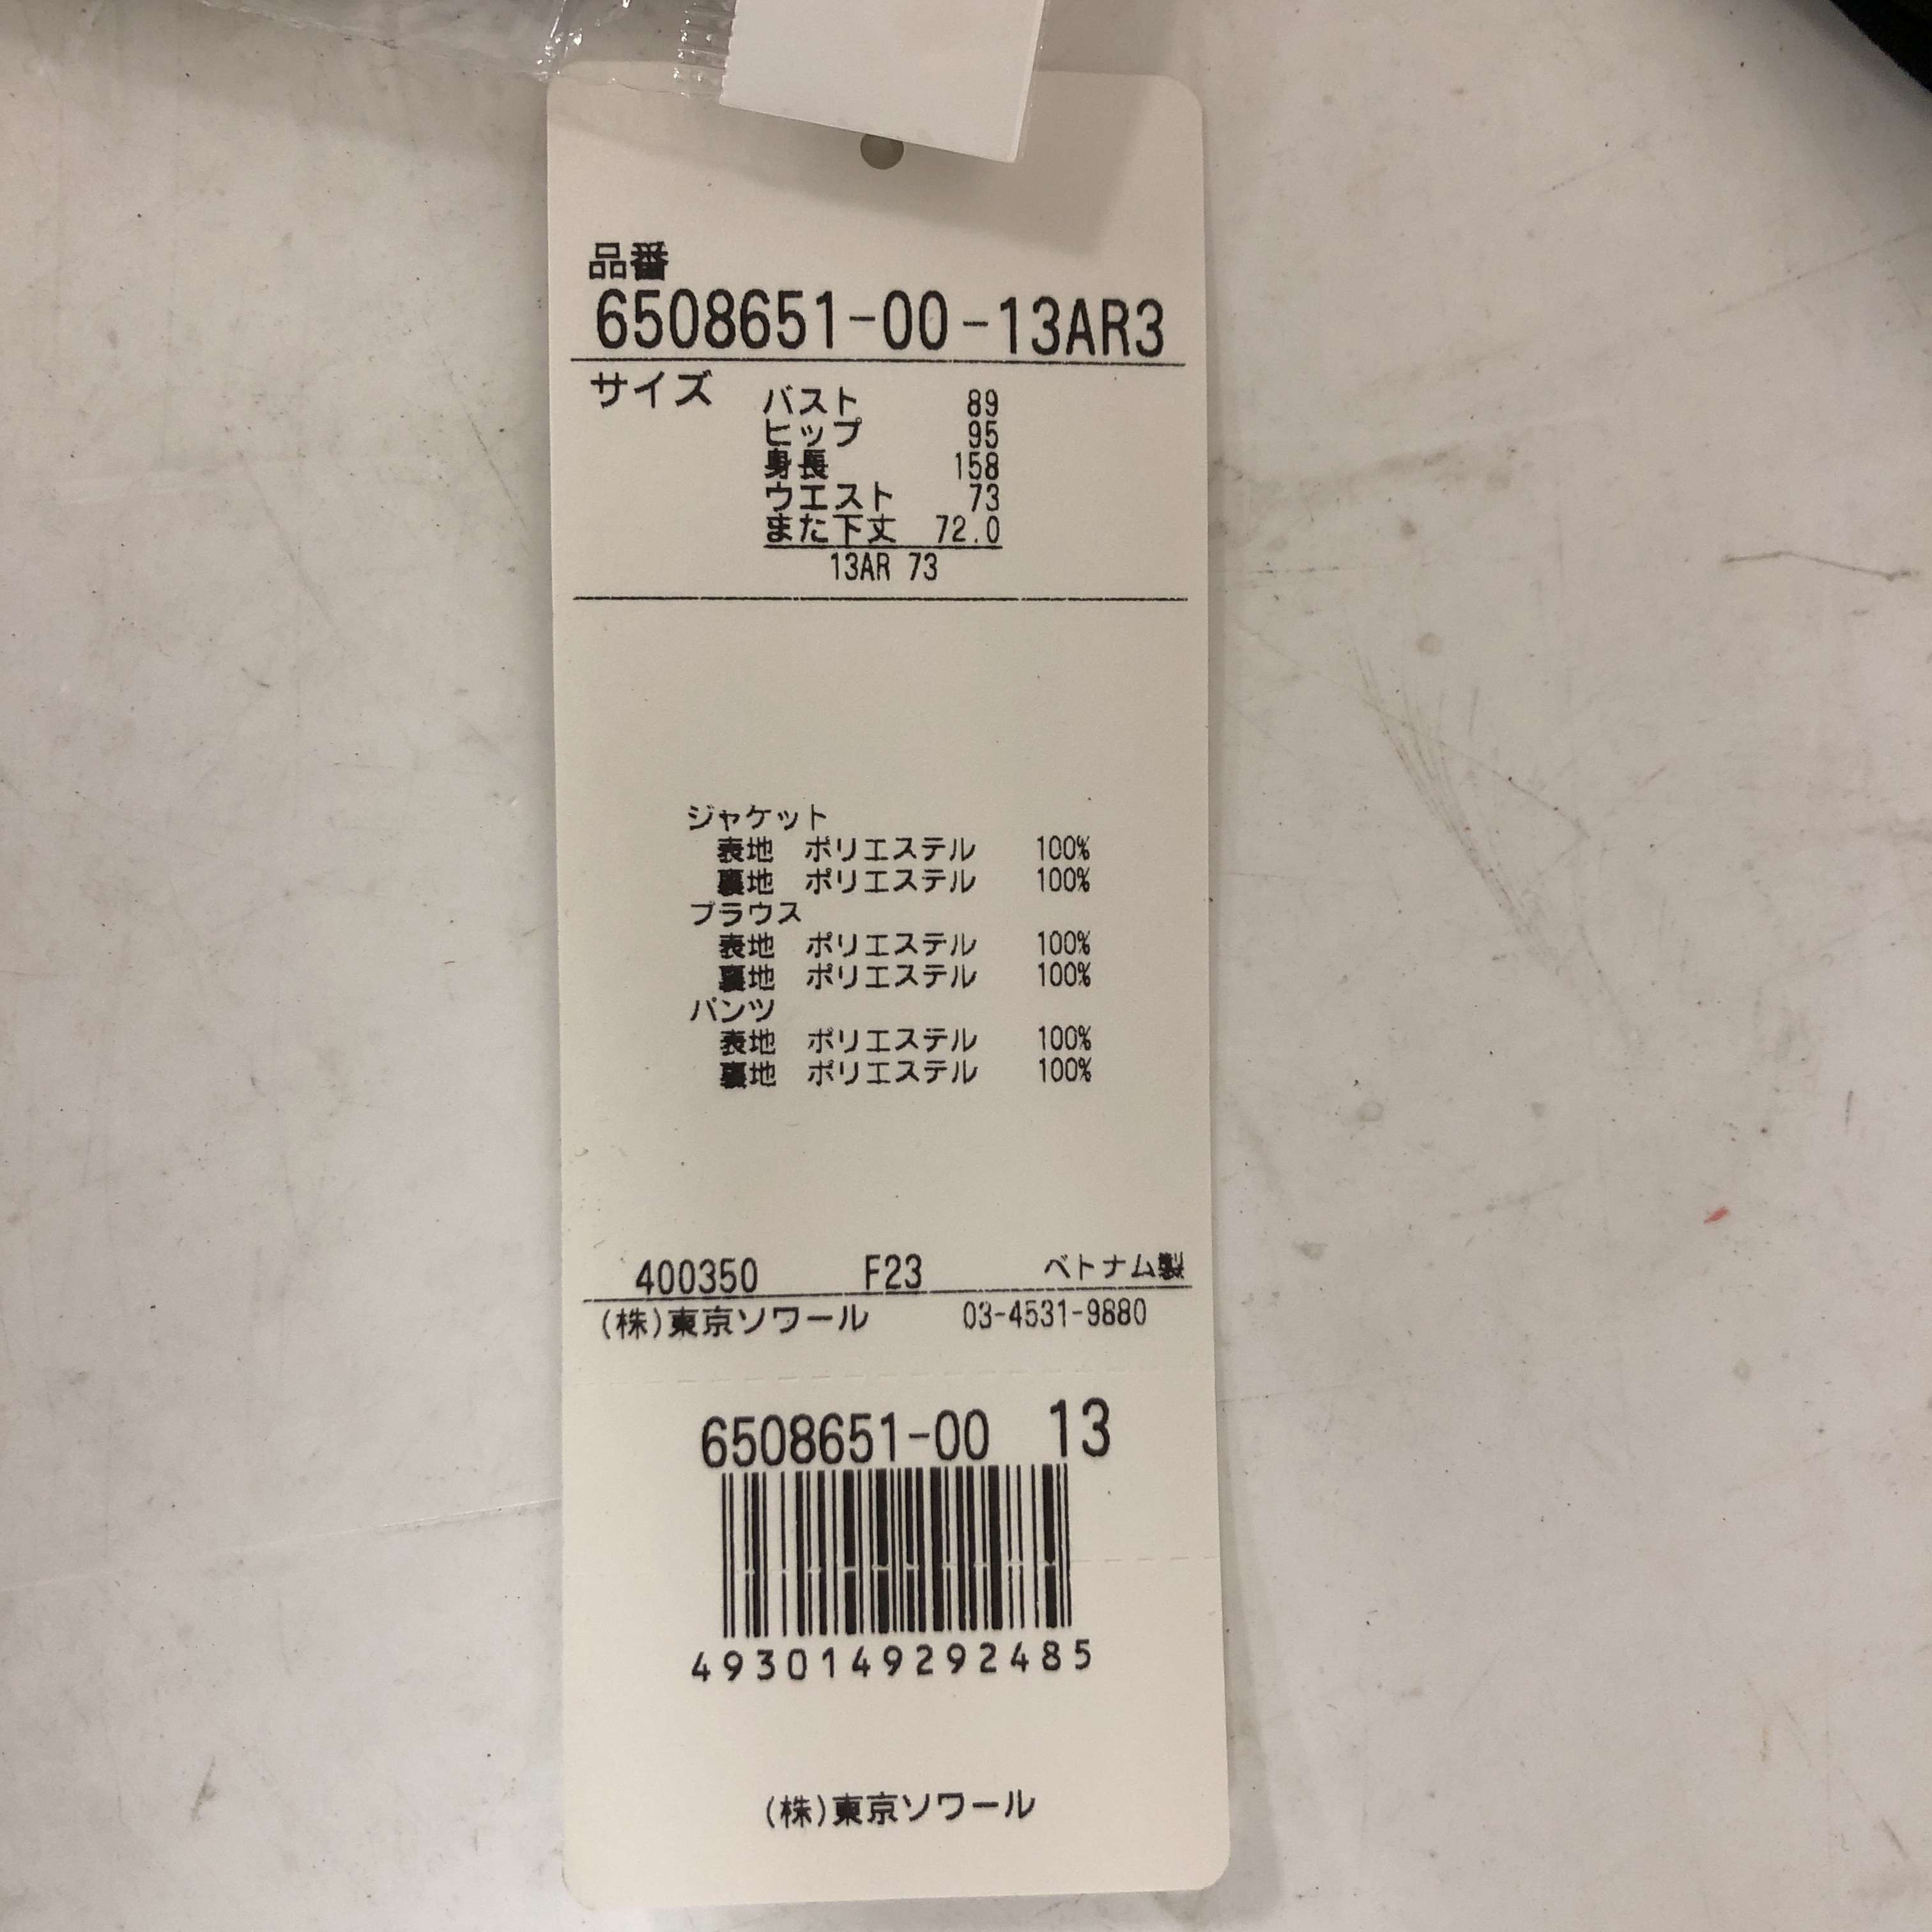 品番
6508651-00-13AR3
サイズ
バスト 89
ヒップ 95
身長 158
ウエスト 73
また下丈 72.0
13AR 73
ジャケット
表地 ポリエステル 100%
裏地 ポリエステル 100%
ブラウス
表地 ポリエステル 100%
裏地 ポリエステル 100%
パンツ
表地 ポリエステル 100%
裏地 ポリエステル 100%
400350 F23 ベトナム製
(株)東京ソワール 03-4531-9880
6508651-00 13
4930149292485
(株)東京ソワール